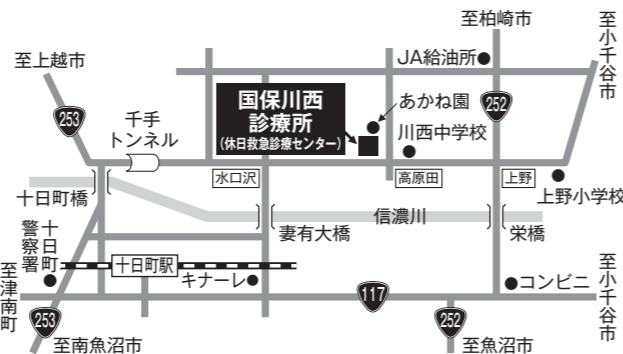 至柏崎市
至小千谷市
至上越市
JA給油所
253
国保川西
診療所
(休日救急診療センター)
あかね園
252
千手
トンネル
川西中学校
水口沢
高原田
上野
上野小学校
十日町橋
信濃川
妻有大橋
栄橋
十日町
警察署
十日町駅
キナーレ
至津南町
117
コンビニ
至小千谷市
253
至南魚沼市
252
至魚沼市